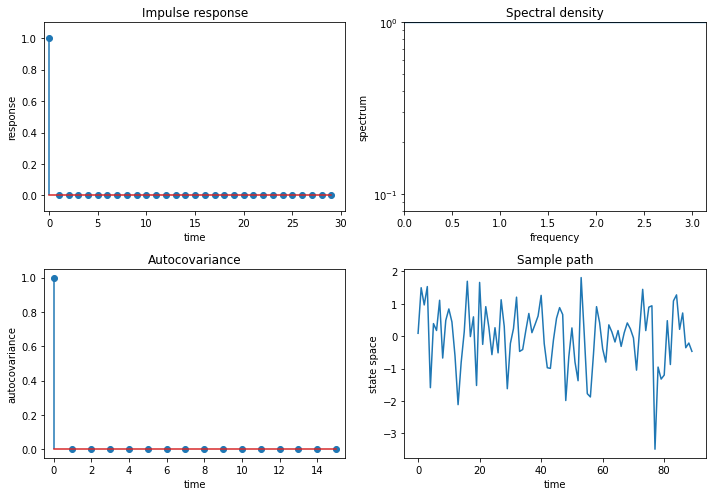 Impulse response
1.0
0.8
0.6
0.4
0.2
0.0
response
0 5 10 15 20 25 30
time
Spectral density
10⁰
10⁻¹
spectrum
0.0 0.5 1.0 1.5 2.0 2.5 3.0
frequency
Autocovariance
1.0
0.8
0.6
0.4
0.2
0.0
autocovariance
0 2 4 6 8 10 12 14
time
Sample path
2
1
0
−1
−2
−3
state space
0 20 40 60 80
time